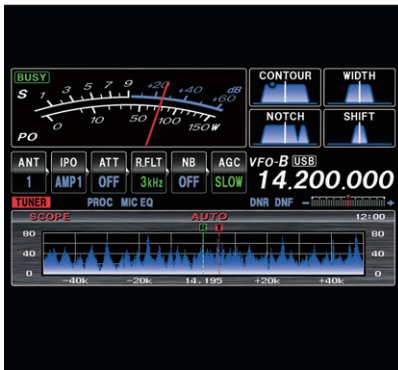 BUSY
S 1 3 5 7 9 +20 +40 +60 dB
PO 0 10 50 100 150 W
CONTOUR WIDTH
NOTCH SHIFT
ANT IPO ATT R.FLT NB AGC VFO-B USB
1 AMP1 OFF 3kHz OFF SLOW 14.200.000
TUNER PROC MIC EQ DNR DNF - +
SCOPE AUTO 12:00
R T
80 80
40 40
0 0
-40k -20k 14.195 +20k +40k